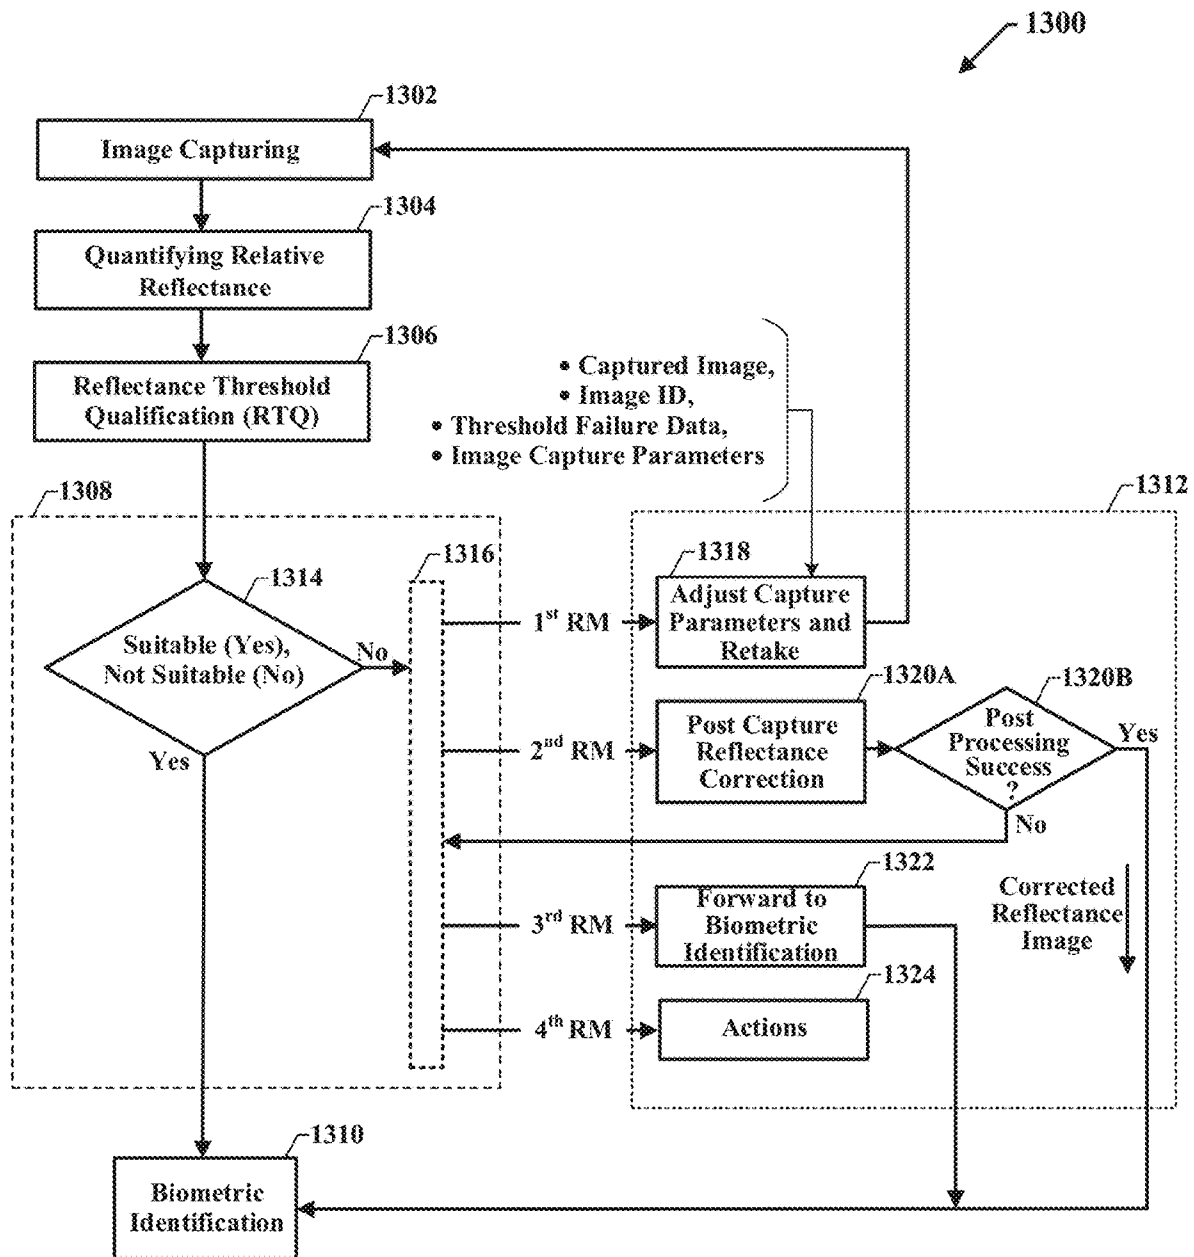 1300
1302
Image Capturing
1304
Quantifying Relative
Reflectance
1306
Reflectance Threshold
Qualification (RTQ)
• Captured Image,
• Image ID,
• Threshold Failure Data,
• Image Capture Parameters
1308
1312
1314
Suitable (Yes),
Not Suitable (No)
No
Yes
1316
1st RM
1318
Adjust Capture
Parameters and
Retake
2nd RM
1320A
Post Capture
Reflectance
Correction
1320B
Post
Processing
Success
?
Yes
No
3rd RM
1322
Forward to
Biometric
Identification
Corrected
Reflectance
Image
4th RM
1324
Actions
1310
Biometric
Identification